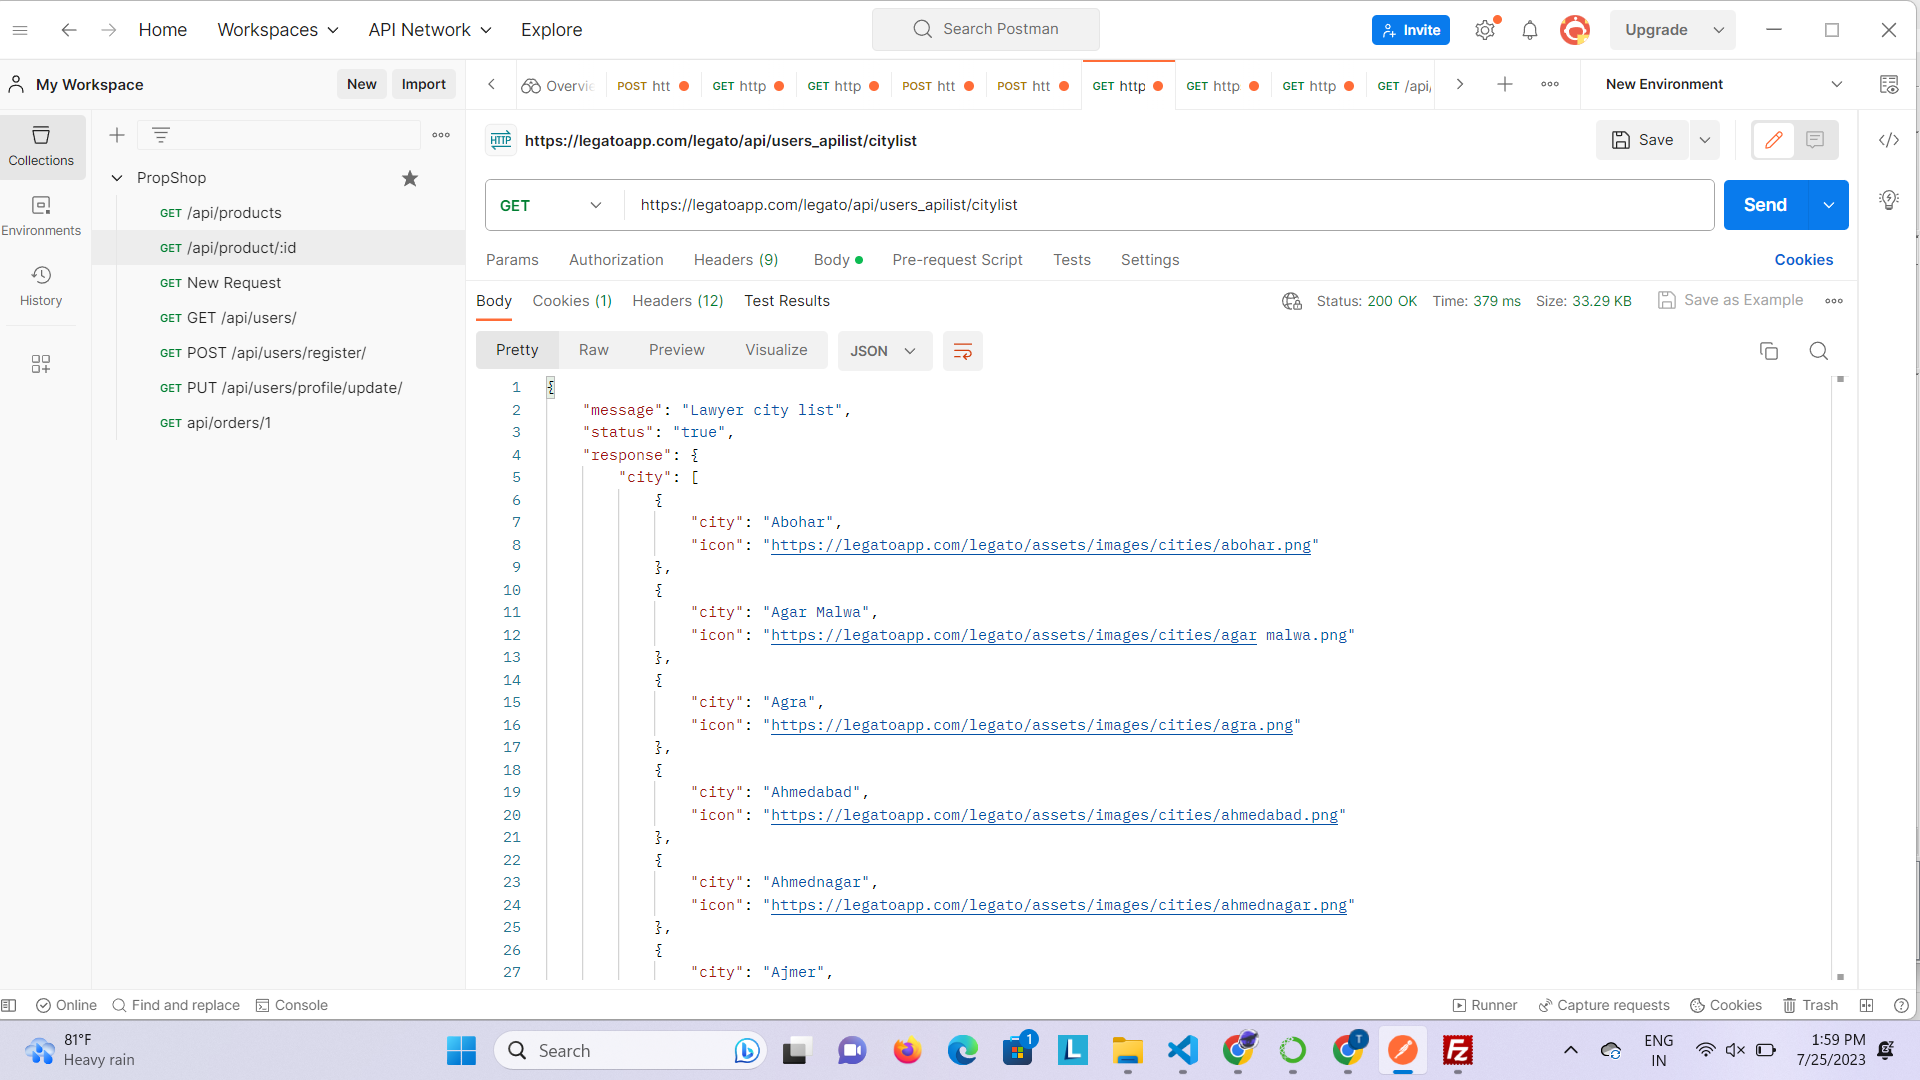 Home
Workspaces
API Network
Explore
Search Postman
Invite
Upgrade
My Workspace
New
Import
POST htt
GET http
GET http
POST htt
POST htt
GET http
GET http
GET http
GET /api/
New Environment
Collections
Environments
History
PropShop
GET /api/products
GET /api/product/:id
GET New Request
GET GET /api/users/
GET POST /api/users/register/
GET PUT /api/users/profile/update/
GET api/orders/1
HTTP https://legatoapp.com/legato/api/users_apilist/citylist
Save
GET
https://legatoapp.com/legato/api/users_apilist/citylist
Send
Params
Authorization
Headers (9)
Body
Pre-request Script
Tests
Settings
Cookies
Body
Cookies (1)
Headers (12)
Test Results
Status: 200 OK
Time: 379 ms
Size: 33.29 KB
Save as Example
Pretty
Raw
Preview
Visualize
JSON
1 {
2 "message": "Lawyer city list",
3 "status": "true",
4 "response": {
5 "city": [
6 {
7 "city": "Abohar",
8 "icon": "https://legatoapp.com/legato/assets/images/cities/abohar.png"
9 },
10 {
11 "city": "Agar Malwa",
12 "icon": "https://legatoapp.com/legato/assets/images/cities/agar malwa.png"
13 },
14 {
15 "city": "Agra",
16 "icon": "https://legatoapp.com/legato/assets/images/cities/agra.png"
17 },
18 {
19 "city": "Ahmedabad",
20 "icon": "https://legatoapp.com/legato/assets/images/cities/ahmedabad.png"
21 },
22 {
23 "city": "Ahmednagar",
24 "icon": "https://legatoapp.com/legato/assets/images/cities/ahmednagar.png"
25 },
26 {
27 "city": "Ajmer",
Online
Find and replace
Console
Runner
Capture requests
Cookies
Trash
81°F
Heavy rain
Search
1
L
T
Fz
ENG
IN
1:59 PM
7/25/2023